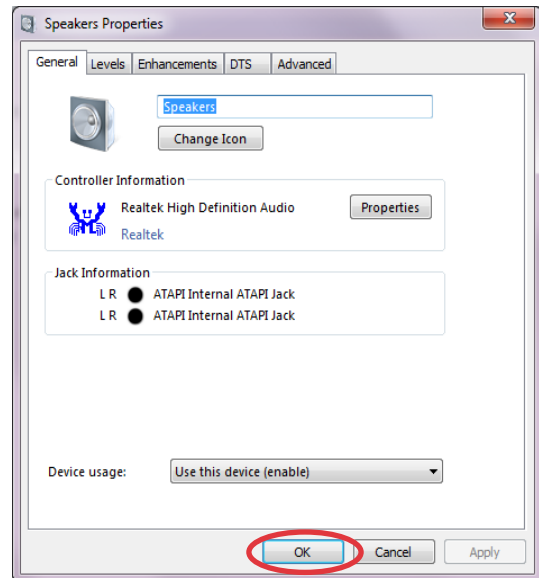 Speakers Properties
General Levels Enhancements DTS Advanced
Speakers
Change Icon
Controller Information
Realtek High Definition Audio Properties
Realtek
Jack Information
L R ATAPI Internal ATAPI Jack
L R ATAPI Internal ATAPI Jack
Device usage: Use this device (enable)
OK Cancel Apply